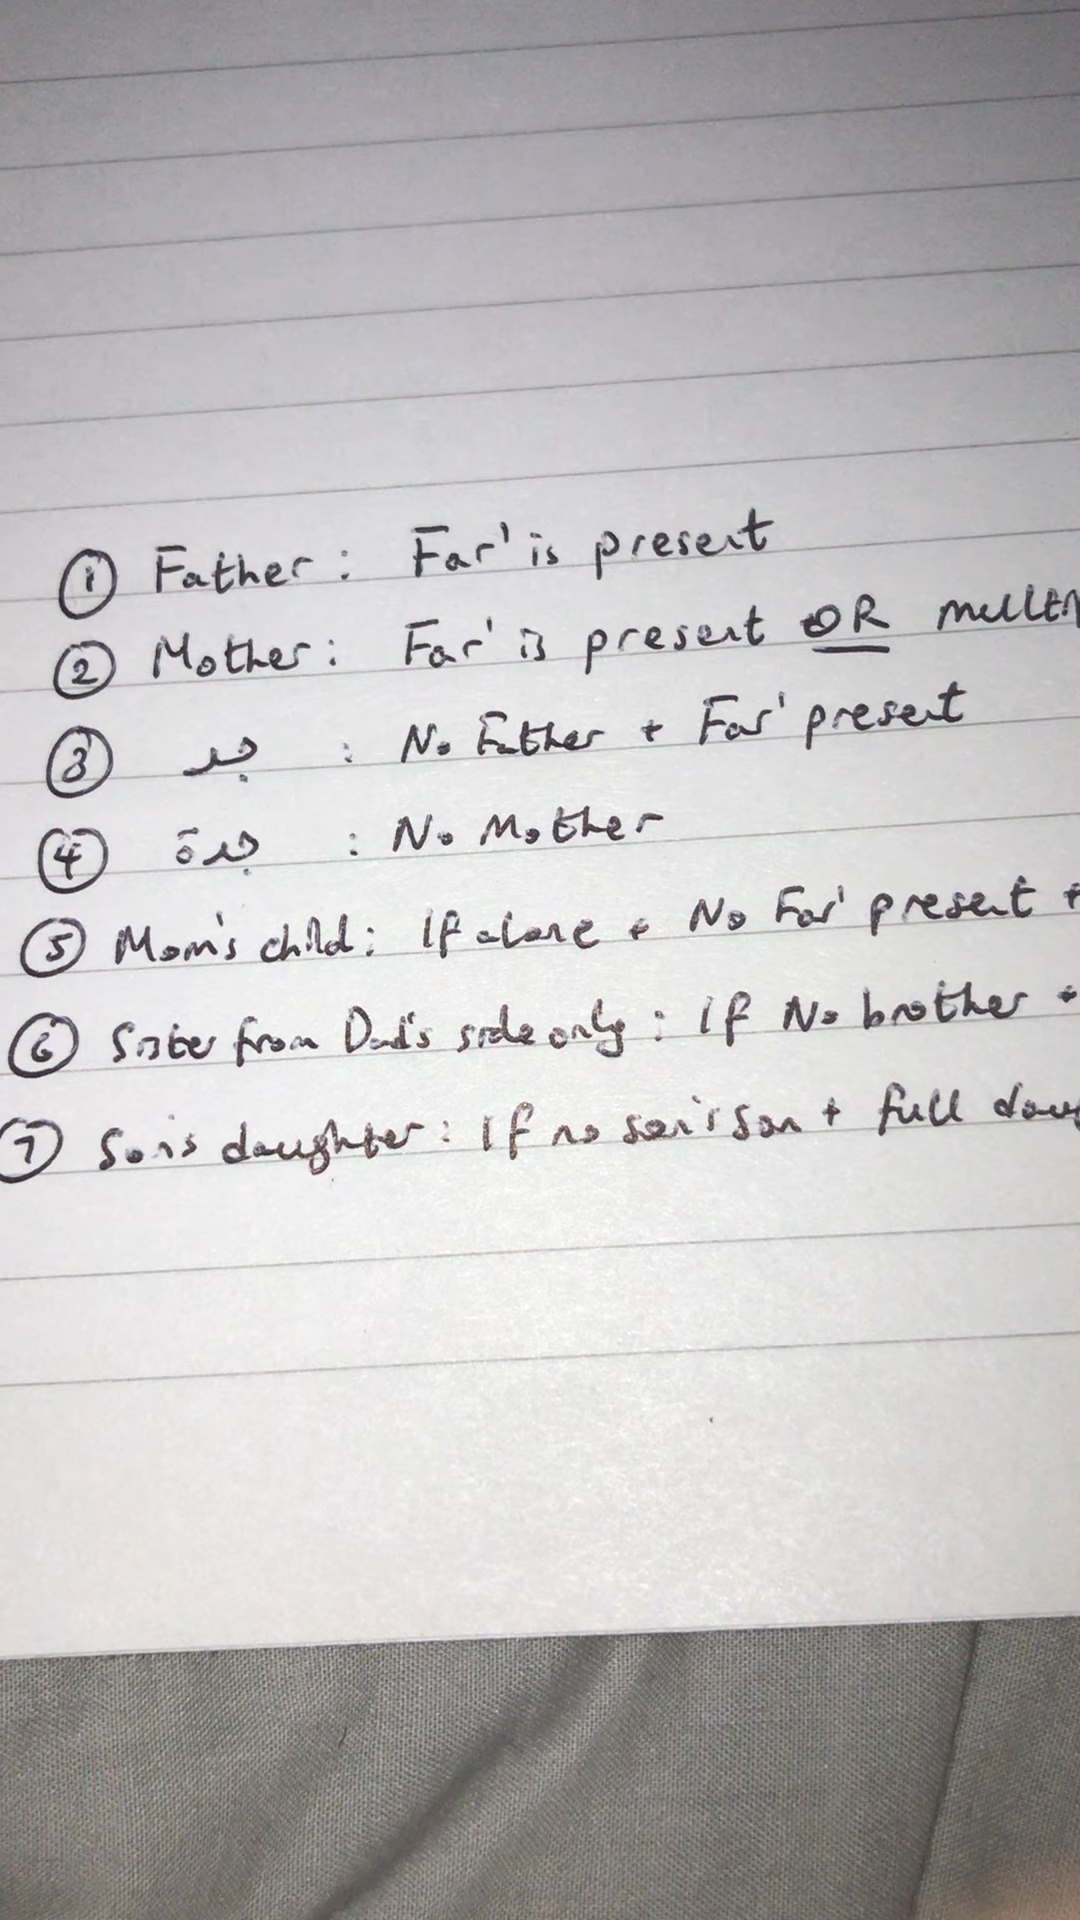 ① Father: Far' is present
② Mother: Far' is present OR
③ جد : No Father + Far' present
④ جدة : No Mother
⑤ Mom's child: If alone + No Far' present +
⑥ Sister from Dad's side only: If No brother +
⑦ Son's daughter: If no son's son + full